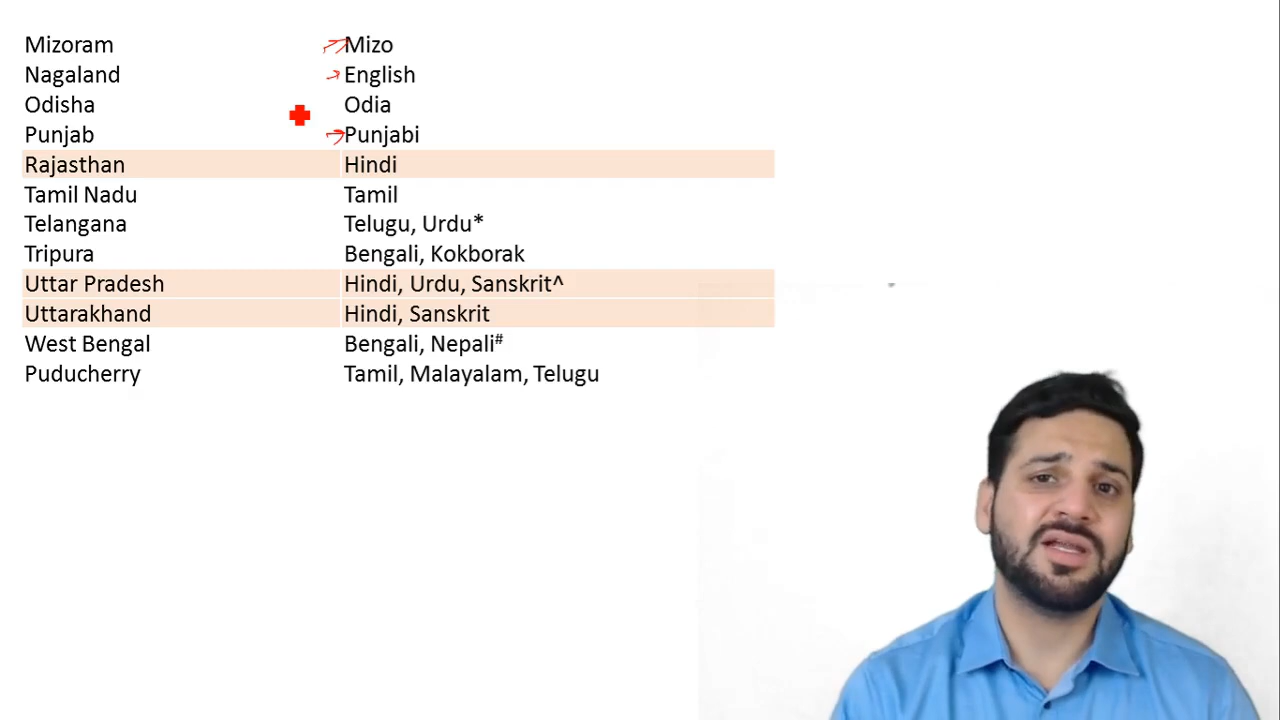 Mizoram Mizo
Nagaland English
Odisha Odia
Punjab Punjabi
Rajasthan Hindi
Tamil Nadu Tamil
Telangana Telugu, Urdu*
Tripura Bengali, Kokborak
Uttar Pradesh Hindi, Urdu, Sanskrit^
Uttarakhand Hindi, Sanskrit
West Bengal Bengali, Nepali#
Puducherry Tamil, Malayalam, Telugu